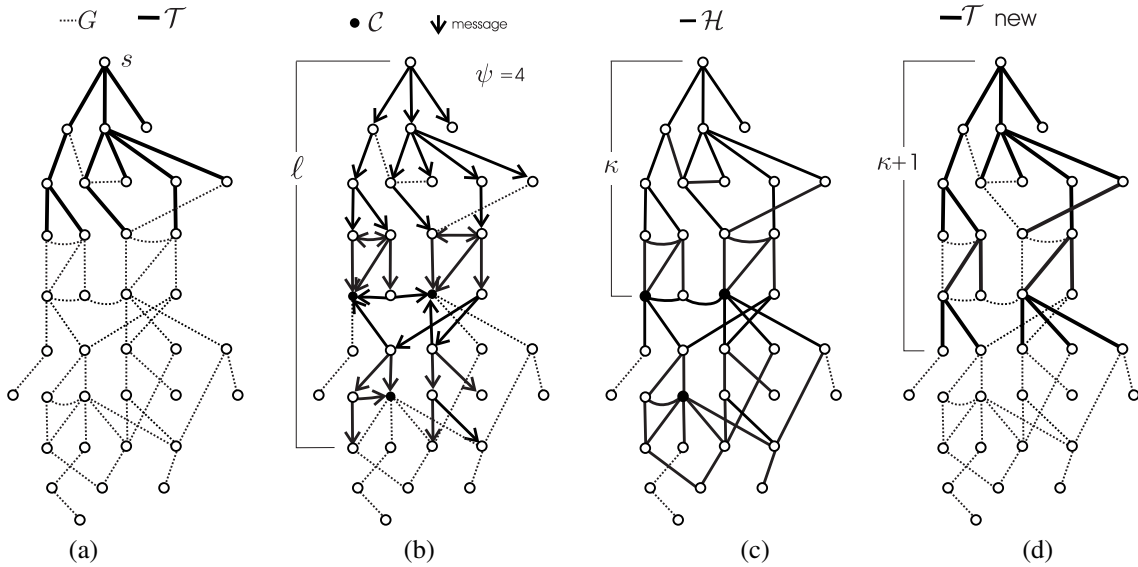 G 𝒯
𝒞 message
ℋ
𝒯 new
s
ψ=4
ℓ
κ
κ+1
(a) (b) (c) (d)